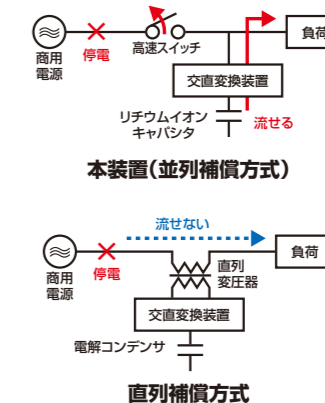 商用
電源
停電
高速スイッチ
負荷
交直変換装置
リチウムイオン
キャパシタ
流せる
本装置(並列補償方式)
流せない
商用
電源
停電
直列
変圧器
負荷
交直変換装置
電解コンデンサ
直列補償方式